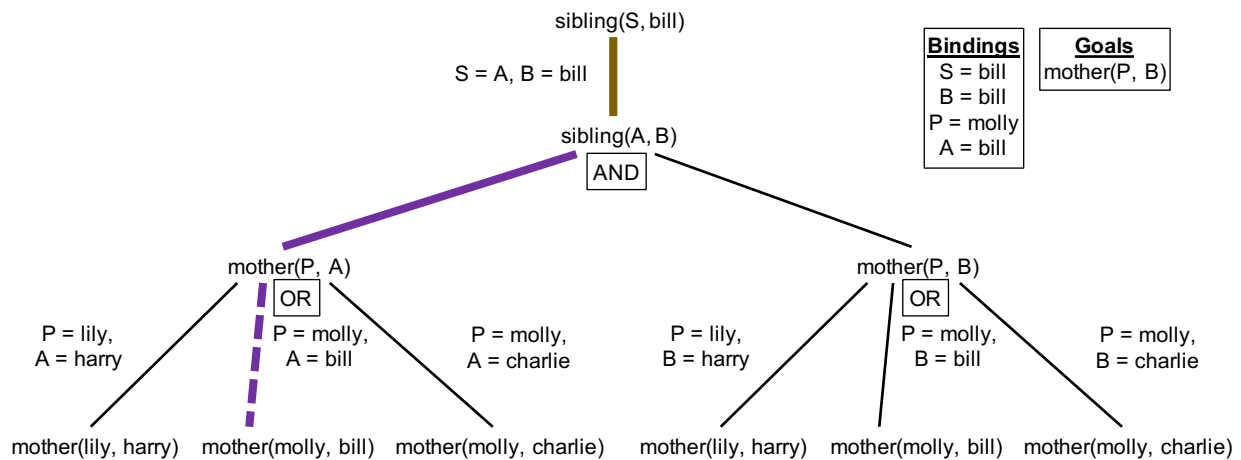 sibling(S, bill)
S = A, B = bill
sibling(A, B)
AND
Bindings
S = bill
B = bill
P = molly
A = bill
Goals
mother(P, B)
mother(P, A)
OR
P = lily,
A = harry
P = molly,
A = bill
P = molly,
A = charlie
mother(lily, harry)
mother(molly, bill)
mother(molly, charlie)
mother(P, B)
OR
P = lily,
B = harry
P = molly,
B = bill
P = molly,
B = charlie
mother(lily, harry)
mother(molly, bill)
mother(molly, charlie)